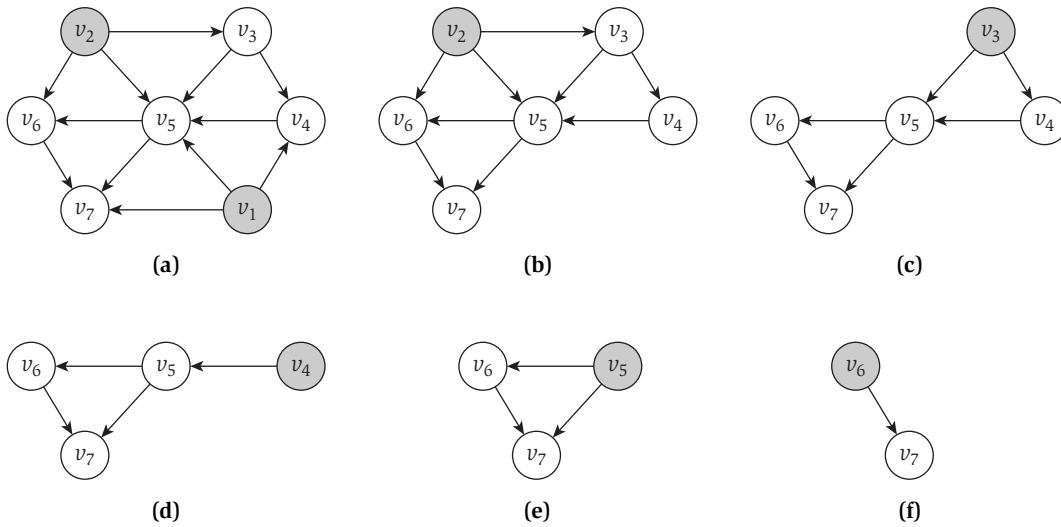 v₂ v₃ v₂ v₃ v₃
v₆ v₅ v₄ v₆ v₅ v₄ v₆ v₅ v₄
v₇ v₁ v₇ v₇
(a) (b) (c)
v₆ v₅ v₄ v₆ v₅ v₆
v₇ v₇ v₇
(d) (e) (f)